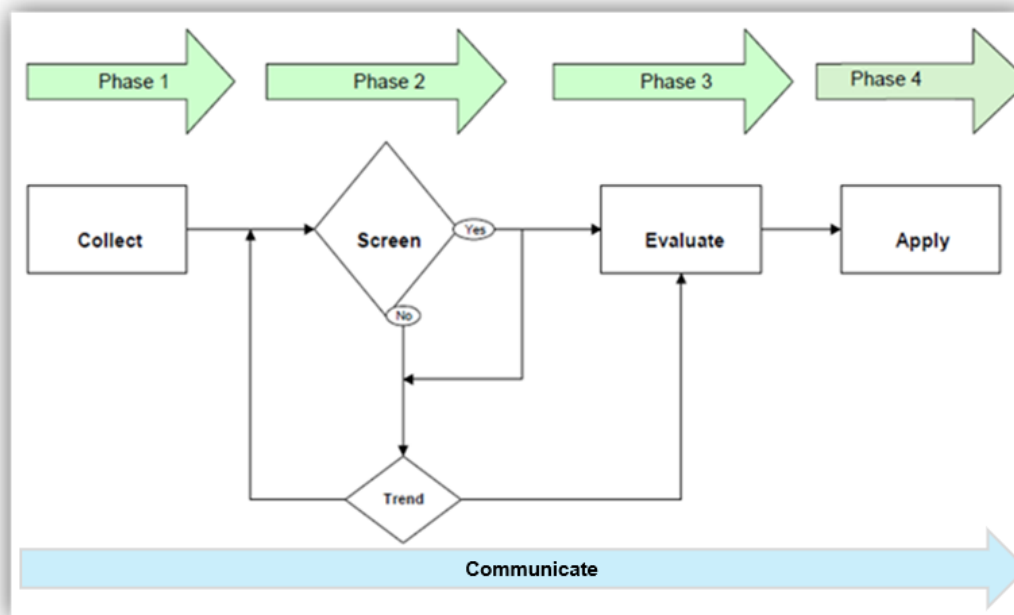 Phase 1
Phase 2
Phase 3
Phase 4
Collect
Screen
Yes
Evaluate
Apply
No
Trend
Communicate